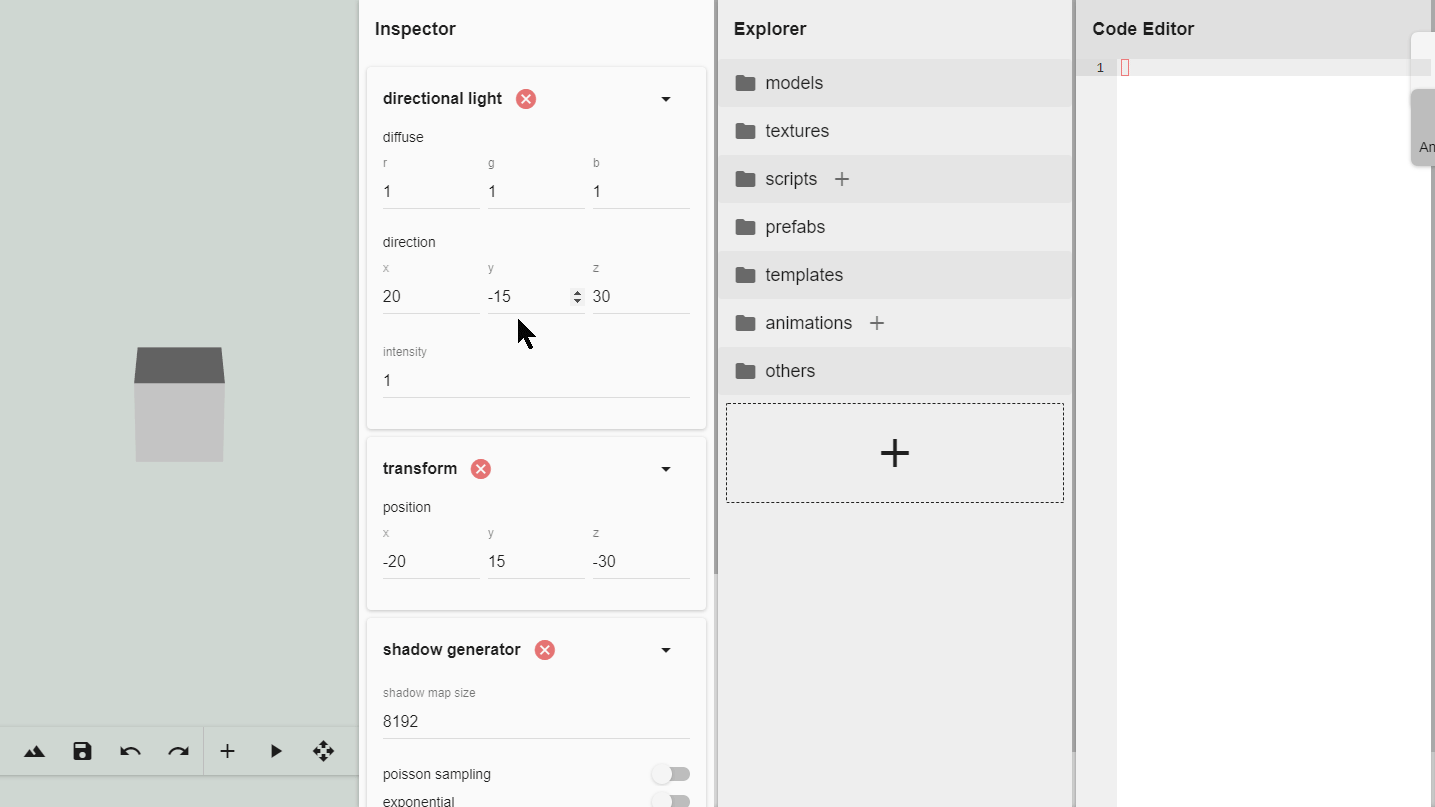 Inspector
directional light
diffuse
r g b
1 1 1
direction
x y z
20 -15 30
intensity
1
transform
position
x y z
-20 15 -30
shadow generator
shadow map size
8192
poisson sampling
exponential
Explorer
models
textures
scripts
prefabs
templates
animations
others
Code Editor
1
An